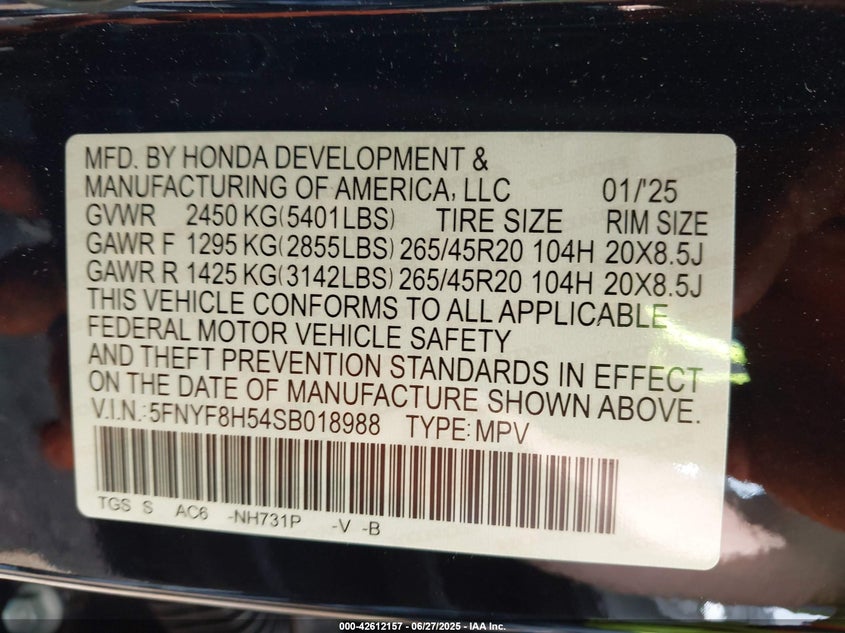 MFD. BY HONDA DEVELOPMENT &
MANUFACTURING OF AMERICA, LLC 01/'25
GVWR 2450 KG(5401LBS) TIRE SIZE RIM SIZE
GAWR F 1295 KG(2855LBS) 265/45R20 104H 20X8.5J
GAWR R 1425 KG(3142LBS) 265/45R20 104H 20X8.5J
THIS VEHICLE CONFORMS TO ALL APPLICABLE
FEDERAL MOTOR VEHICLE SAFETY
AND THEFT PREVENTION STANDARDS IN EFFECT
ON THE DATE OF MANUFACTURE SHOWN ABOVE.
V.I.N.:5FNYF8H54SB018988 TYPE:MPV
TGS S AC6 -NH731P -V -B
000-42612157 - 06/27/2025 - IAA Inc.